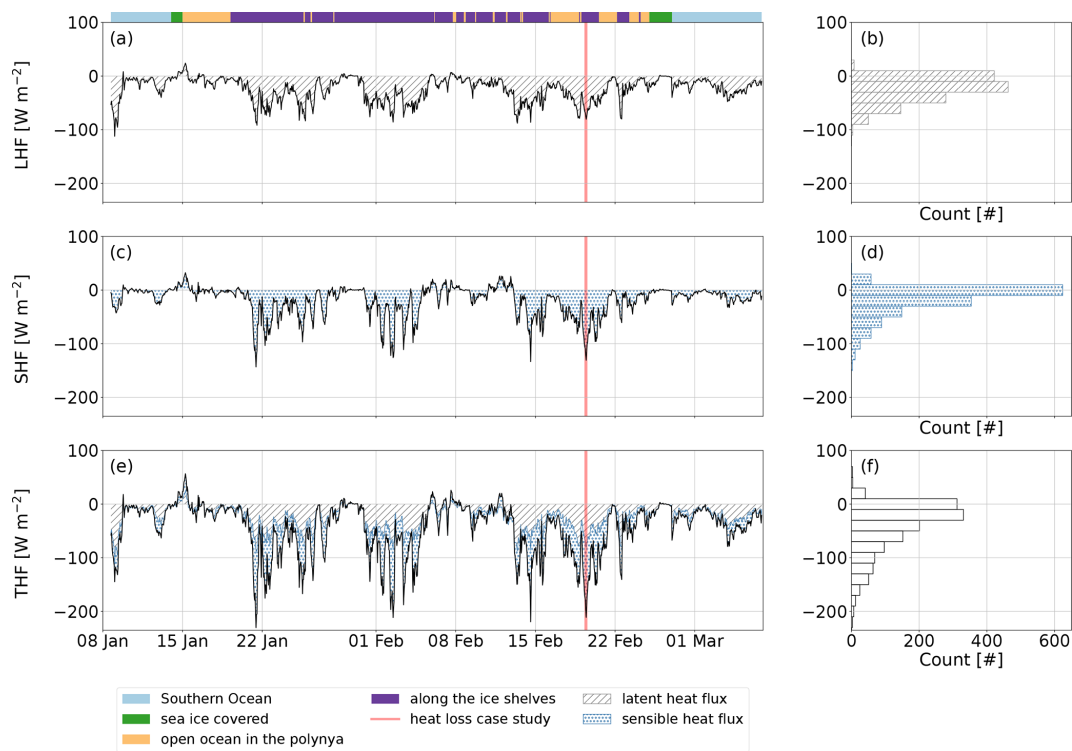 (a)
100
0
−100
−200
LHF [W m−2]
(b)
100
0
−100
−200
Count [#]
(c)
100
0
−100
−200
SHF [W m−2]
(d)
100
0
−100
−200
Count [#]
(e)
100
0
−100
−200
THF [W m−2]
08 Jan 15 Jan 22 Jan 01 Feb 08 Feb 15 Feb 22 Feb 01 Mar
(f)
100
0
−100
−200
0 200 400 600
Count [#]
Southern Ocean
sea ice covered
open ocean in the polynya
along the ice shelves
heat loss case study
latent heat flux
sensible heat flux